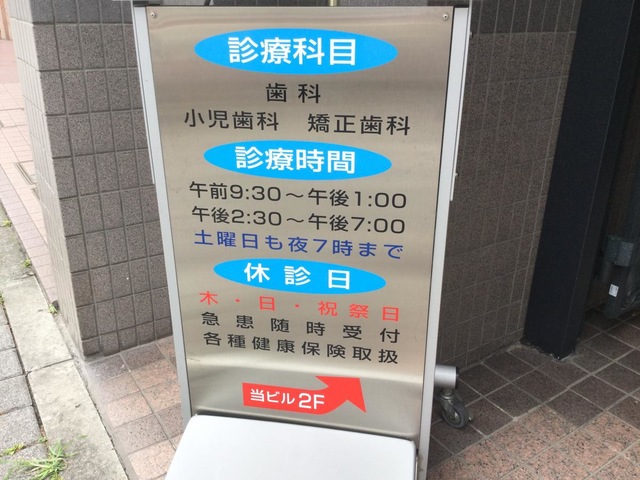 診療科目
歯科
小児歯科 矯正歯科
診療時間
午前9:30～午後1:00
午後2:30～午後7:00
土曜日も夜7時まで
休診日
木・日・祝祭日
急患随時受付
各種健康保険取扱
当ビル2F